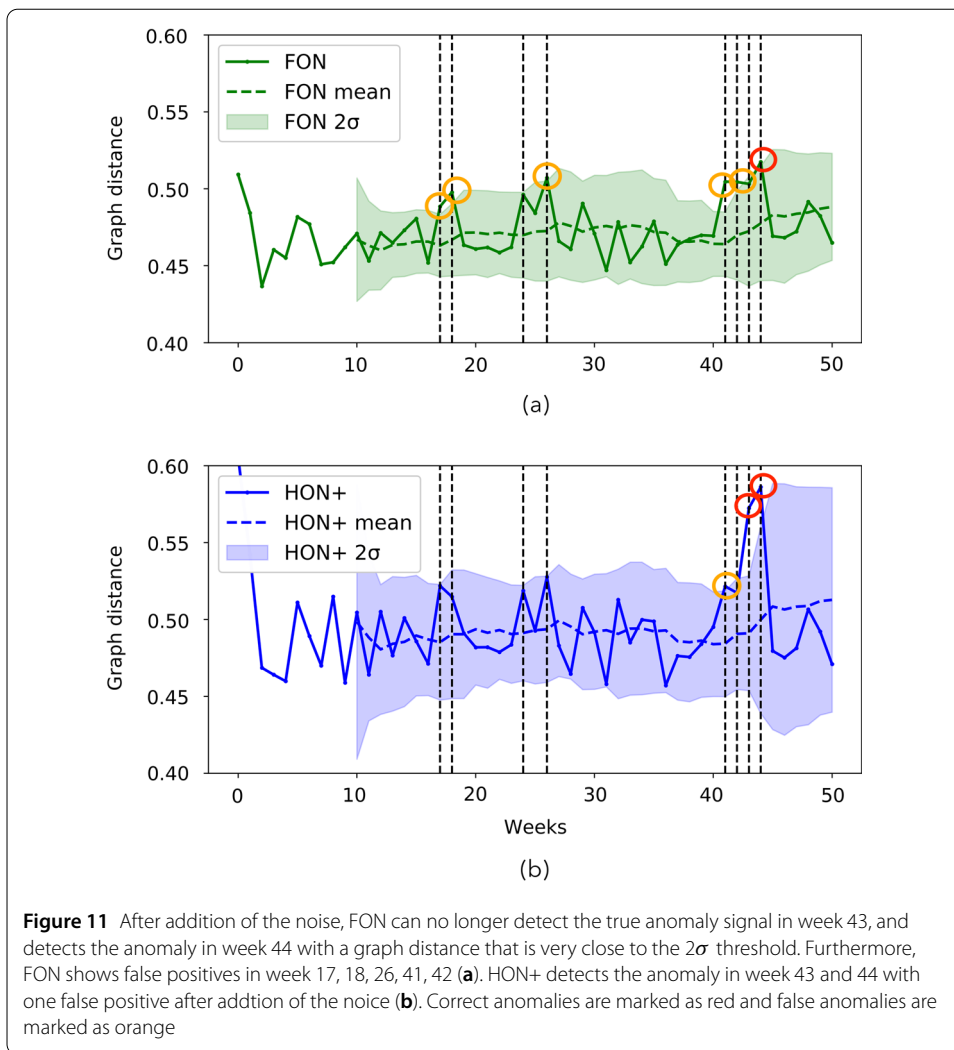 0.60
FON
FON mean
FON 2σ
0.55
0.50
0.45
0.40
Graph distance
0 10 20 30 40 50
(a)
0.60
HON+
HON+ mean
HON+ 2σ
0.55
0.50
0.45
0.40
Graph distance
0 10 20 30 40 50
Weeks
(b)
Figure 11 After addition of the noise, FON can no longer detect the true anomaly signal in week 43, and
detects the anomaly in week 44 with a graph distance that is very close to the 2σ threshold. Furthermore,
FON shows false positives in week 17, 18, 26, 41, 42 (a). HON+ detects the anomaly in week 43 and 44 with
one false positive after addtion of the noice (b). Correct anomalies are marked as red and false anomalies are
marked as orange